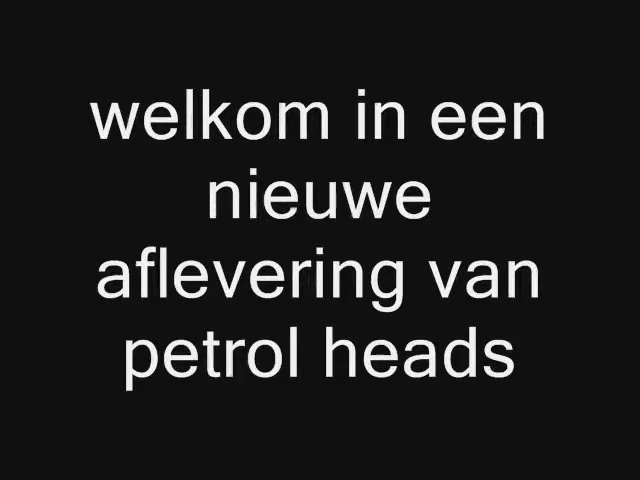 welkom in een
nieuwe
aflevering van
petrol heads